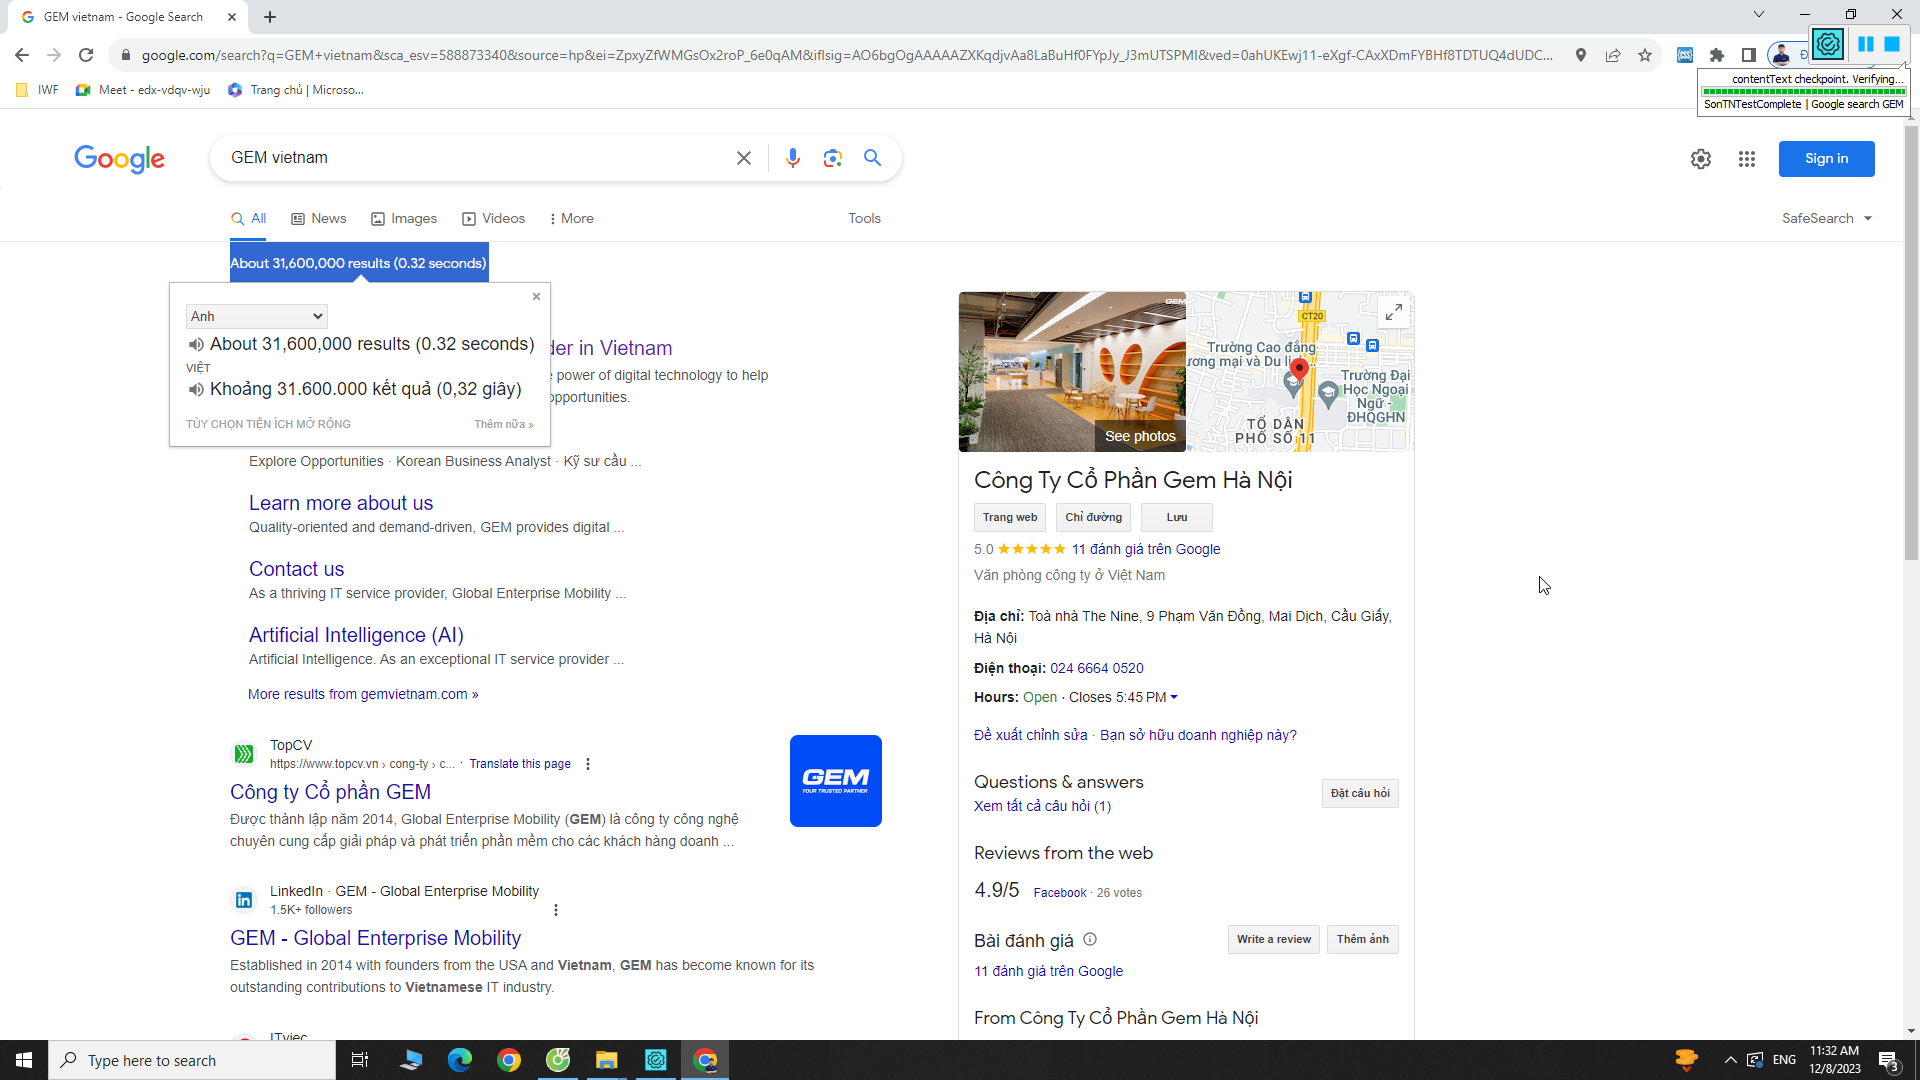 GEM vietnam - Google Search
google.com/search?q=GEM+vietnam&sca_esv=588873340&source=hp&ei=ZpxyZfWMGsOx2roP_6e0qAM&iflsig=AO6bgOgAAAAAZXKqdjvAa8LaBuHf0FYpJy_J3mUTSPMI&ved=0ahUKEwj11-eXgf-CAxXDmFYBHf8TDTUQ4dUDC...
IWF
Meet - edx-vdqv-wju
Trang chủ | Microso...
contentText checkpoint. Verifying...
SonTNTestComplete | Google search GEM
Google
GEM vietnam
Sign in
All
News
Images
Videos
More
Tools
SafeSearch
About 31,600,000 results (0.32 seconds)
Anh
About 31,600,000 results (0.32 seconds)
VIỆT
Khoảng 31.600.000 kết quả (0,32 giây)
TÙY CHỌN TIỆN ÍCH MỞ RỘNG
Thêm nữa »
der in Vietnam
power of digital technology to help
pportunities.
Explore Opportunities · Korean Business Analyst · Kỹ sư cầu ...
Learn more about us
Quality-oriented and demand-driven, GEM provides digital ...
Contact us
As a thriving IT service provider, Global Enterprise Mobility ...
Artificial Intelligence (AI)
Artificial Intelligence. As an exceptional IT service provider ...
More results from gemvietnam.com »
TopCV
https://www.topcv.vn › cong-ty › c... · Translate this page
Công ty Cổ phần GEM
Được thành lập năm 2014, Global Enterprise Mobility (GEM) là công ty công nghệ
chuyên cung cấp giải pháp và phát triển phần mềm cho các khách hàng doanh ...
GEM
YOUR TRUSTED PARTNER
LinkedIn · GEM - Global Enterprise Mobility
1.5K+ followers
GEM - Global Enterprise Mobility
Established in 2014 with founders from the USA and Vietnam, GEM has become known for its
outstanding contributions to Vietnamese IT industry.
ITviec
GEM
See photos
CT20
Trường Cao đẳng
ương mại và Du li...
Trường Đại
Học Ngoại
Ngữ -
ĐHQGHN
TỔ DÂN
PHỐ SỐ 11
Công Ty Cổ Phần Gem Hà Nội
Trang web
Chỉ đường
Lưu
5.0
11 đánh giá trên Google
Văn phòng công ty ở Việt Nam
Địa chỉ: Toà nhà The Nine, 9 Phạm Văn Đồng, Mai Dịch, Cầu Giấy,
Hà Nội
Điện thoại: 024 6664 0520
Hours: Open · Closes 5:45 PM
Đề xuất chỉnh sửa · Bạn sở hữu doanh nghiệp này?
Questions & answers
Xem tất cả câu hỏi (1)
Đặt câu hỏi
Reviews from the web
4.9/5
Facebook · 26 votes
Bài đánh giá
Write a review
Thêm ảnh
11 đánh giá trên Google
From Công Ty Cổ Phần Gem Hà Nội
Type here to search
ENG
11:32 AM
12/8/2023
3